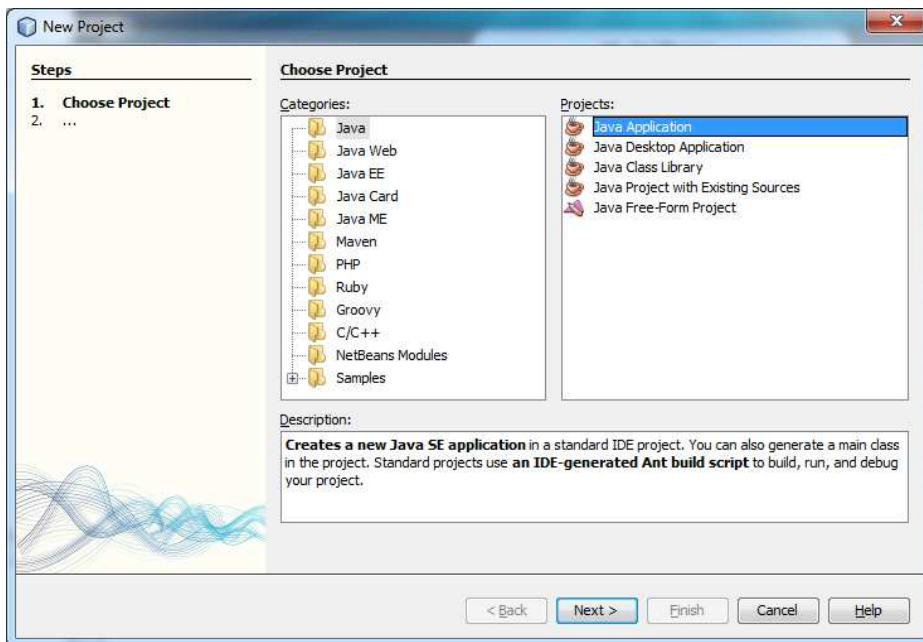 New Project
Steps
1. Choose Project
2. ...
Choose Project
Categories:
Java
Java Web
Java EE
Java Card
Java ME
Maven
PHP
Ruby
Groovy
C/C++
NetBeans Modules
Samples
Projects:
Java Application
Java Desktop Application
Java Class Library
Java Project with Existing Sources
Java Free-Form Project
Description:
Creates a new Java SE application in a standard IDE project. You can also generate a main class
in the project. Standard projects use an IDE-generated Ant build script to build, run, and debug
your project.
< Back
Next >
Finish
Cancel
Help